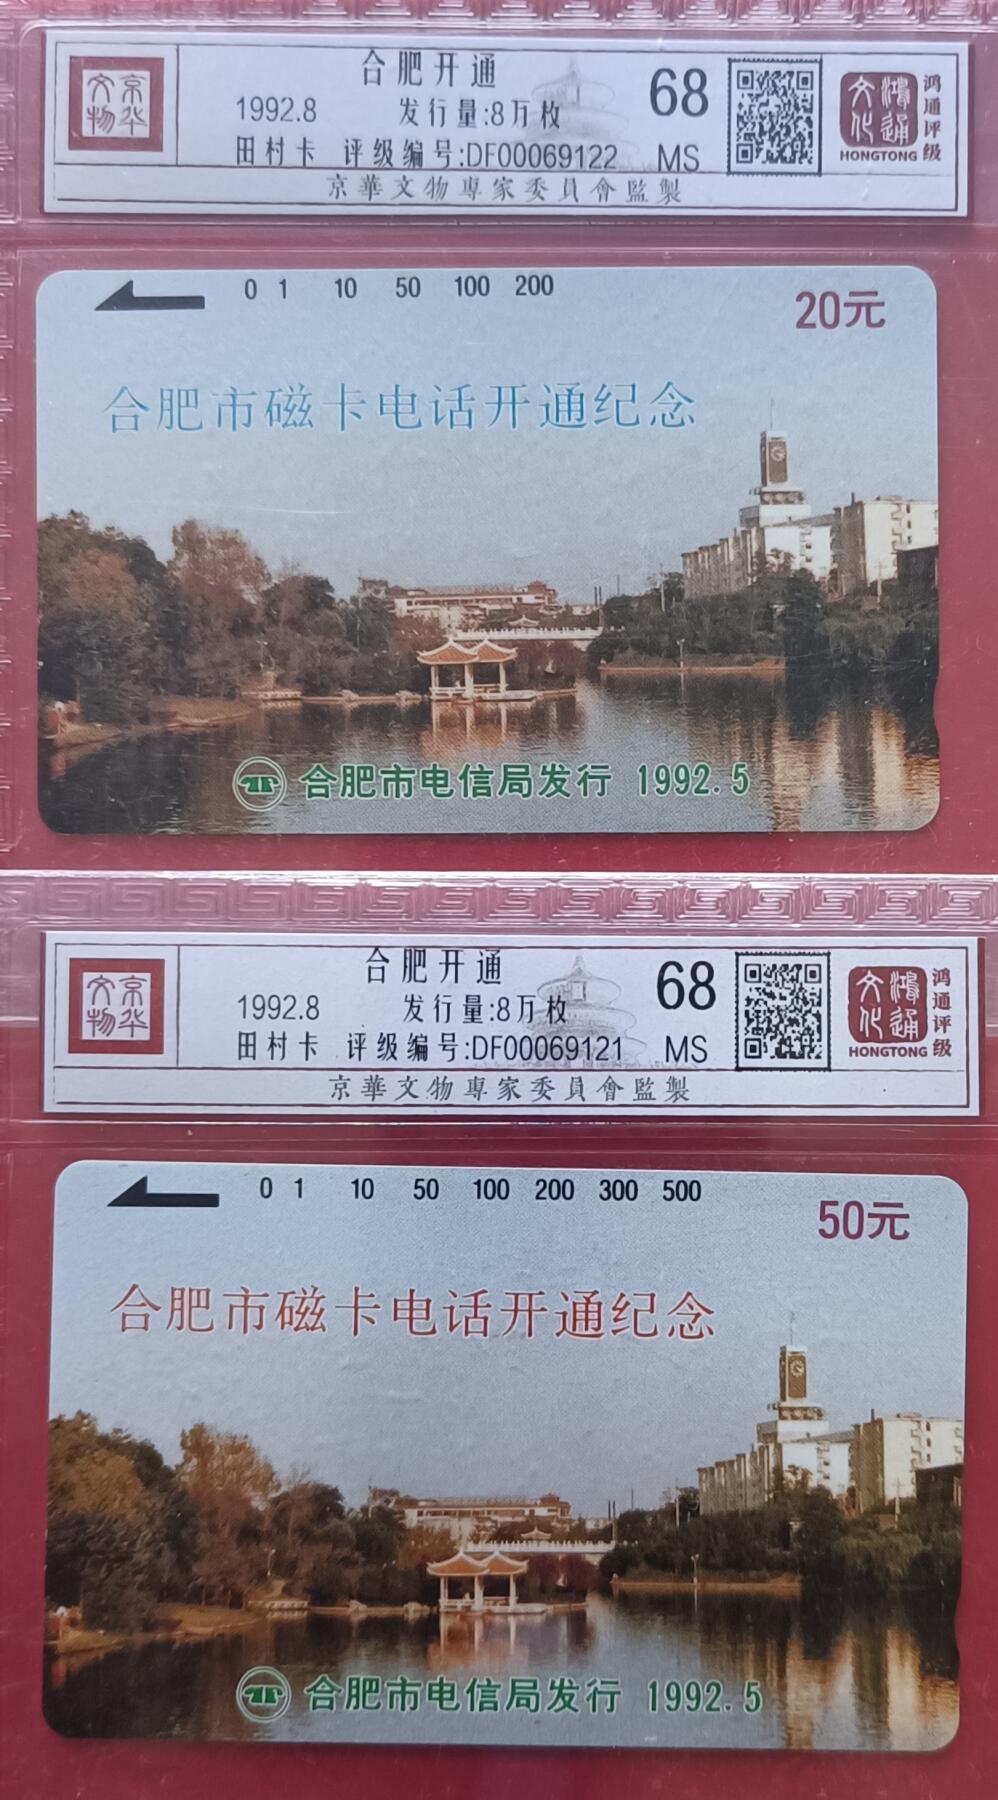 京华文物
合肥开通
1992.8 发行量:8万枚
田村卡 评级编号:DF00069122
68
MS
鸿通文化
HONGTONG
鸿通评级
京華文物專家委員會監製
0 1 10 50 100 200
20元
合肥市磁卡电话开通纪念
合肥市电信局发行 1992.5
京华文物
合肥开通
1992.8 发行量:8万枚
田村卡 评级编号:DF00069121
68
MS
鸿通文化
HONGTONG
鸿通评级
京華文物專家委員會監製
0 1 10 50 100 200 300 500
50元
合肥市磁卡电话开通纪念
合肥市电信局发行 1992.5